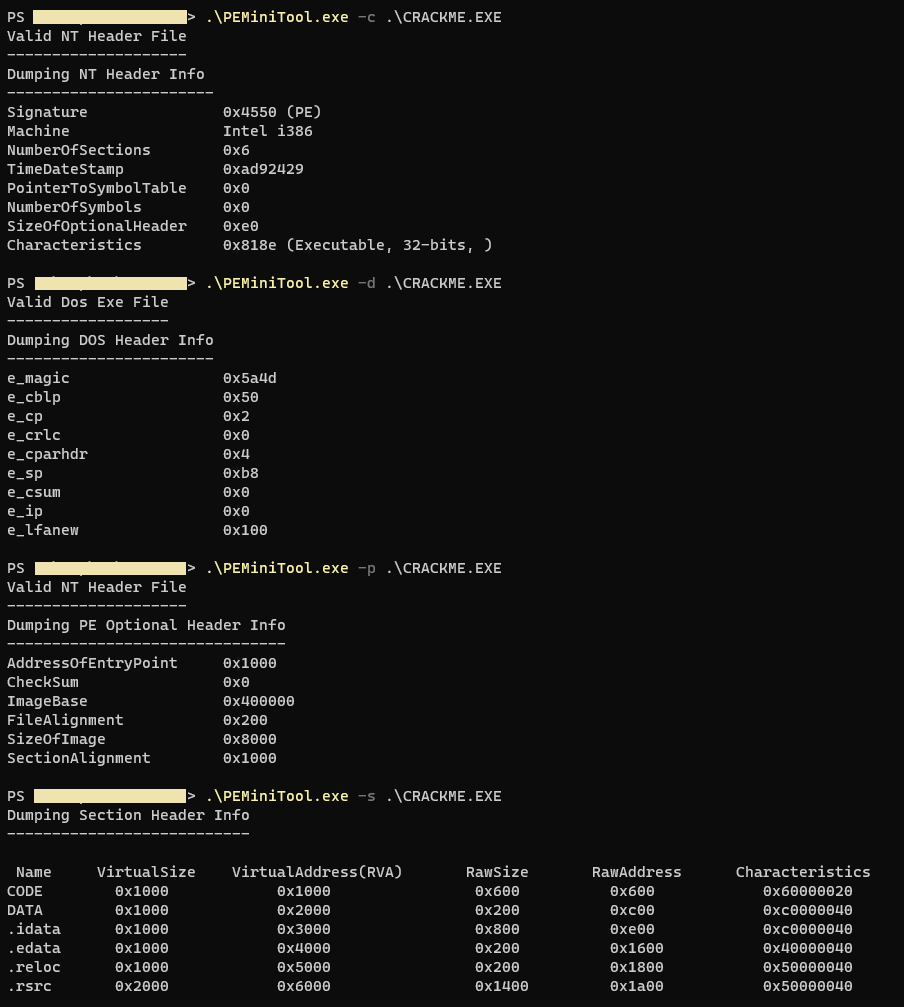 PS > .\PEMiniTool.exe -c .\CRACKME.EXE
Valid NT Header File
--------------------
Dumping NT Header Info
-----------------------
Signature               0x4550 (PE)
Machine                 Intel i386
NumberOfSections        0x6
TimeDateStamp           0xad92429
PointerToSymbolTable    0x0
NumberOfSymbols         0x0
SizeOfOptionalHeader    0xe0
Characteristics         0x818e (Executable, 32-bits, )
PS > .\PEMiniTool.exe -d .\CRACKME.EXE
Valid Dos Exe File
------------------
Dumping DOS Header Info
-----------------------
e_magic                 0x5a4d
e_cblp                  0x50
e_cp                    0x2
e_crlc                  0x0
e_cparhdr               0x4
e_sp                    0xb8
e_csum                  0x0
e_ip                    0x0
e_lfanew                0x100
PS > .\PEMiniTool.exe -p .\CRACKME.EXE
Valid NT Header File
--------------------
Dumping PE Optional Header Info
-------------------------------
AddressOfEntryPoint     0x1000
CheckSum                0x0
ImageBase               0x400000
FileAlignment           0x200
SizeOfImage             0x8000
SectionAlignment        0x1000
PS > .\PEMiniTool.exe -s .\CRACKME.EXE
Dumping Section Header Info
---------------------------
Name     VirtualSize    VirtualAddress(RVA)       RawSize       RawAddress      Characteristics
CODE        0x1000            0x1000                0x600          0x600            0x60000020
DATA        0x1000            0x2000                0x200          0xc00            0xc0000040
.idata      0x1000            0x3000                0x800          0xe00            0xc0000040
.edata      0x1000            0x4000                0x200          0x1600           0x40000040
.reloc      0x1000            0x5000                0x200          0x1800           0x50000040
.rsrc       0x2000            0x6000                0x1400         0x1a00           0x50000040